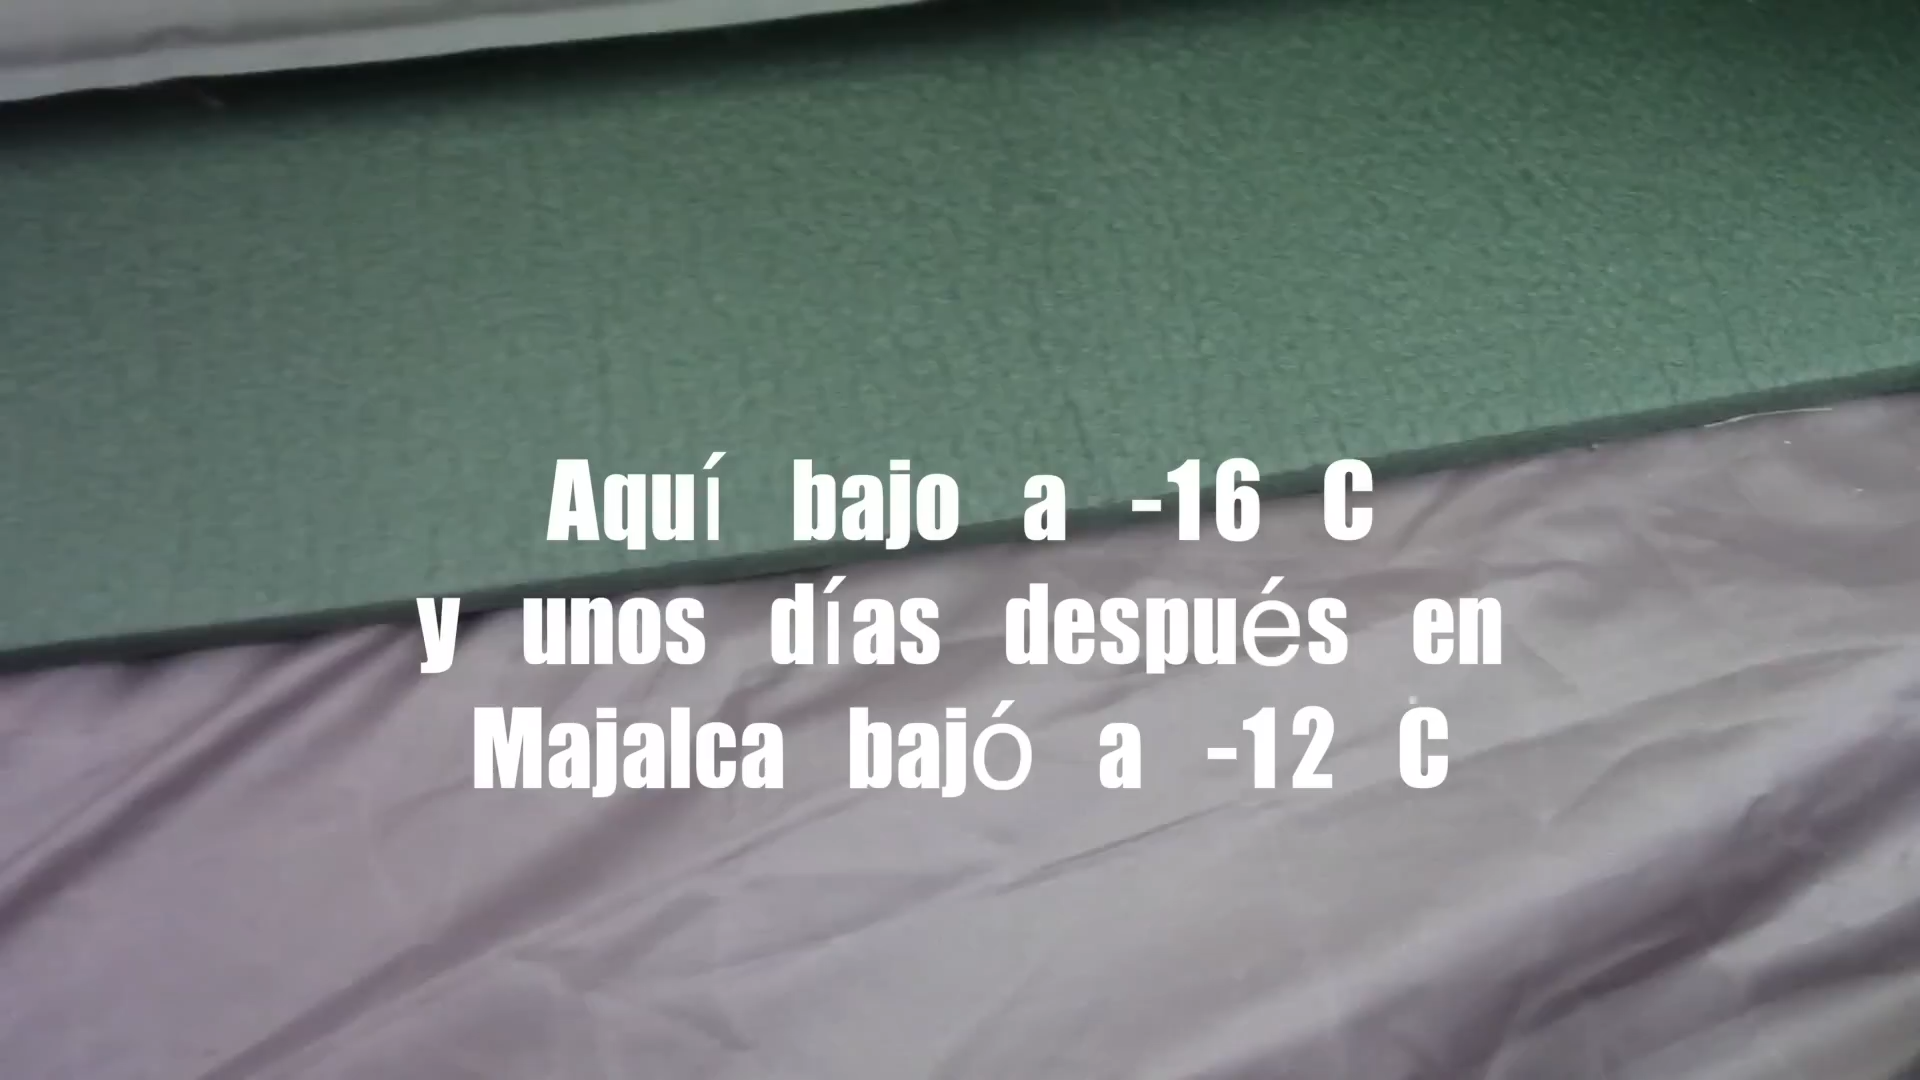 Aquí bajo a -16 C
y unos días después en
Majalca bajó a -12 C